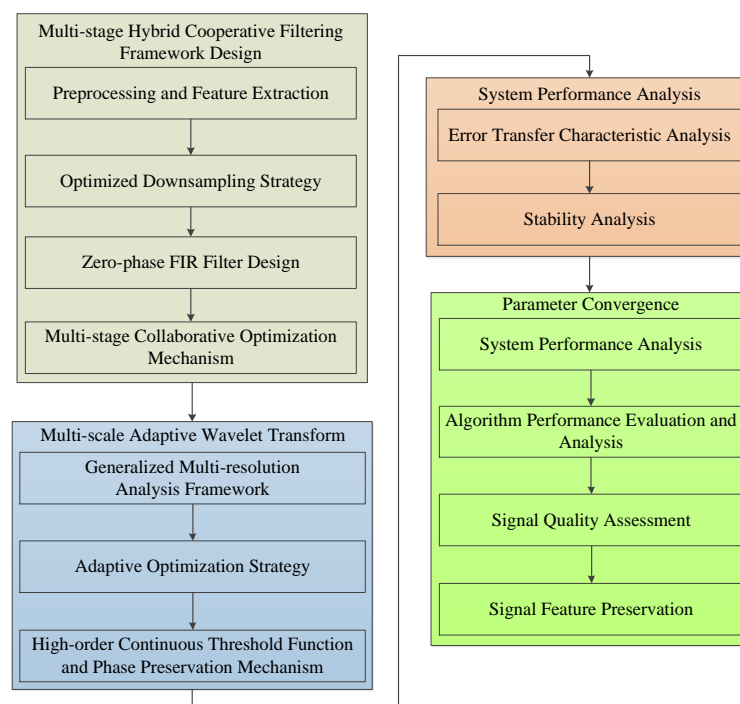 Multi-stage Hybrid Cooperative Filtering
Framework Design
Preprocessing and Feature Extraction
Optimized Downsampling Strategy
Zero-phase FIR Filter Design
Multi-stage Collaborative Optimization
Mechanism
Multi-scale Adaptive Wavelet Transform
Generalized Multi-resolution
Analysis Framework
Adaptive Optimization Strategy
High-order Continuous Threshold Function
and Phase Preservation Mechanism
System Performance Analysis
Error Transfer Characteristic Analysis
Stability Analysis
Parameter Convergence
System Performance Analysis
Algorithm Performance Evaluation and
Analysis
Signal Quality Assessment
Signal Feature Preservation